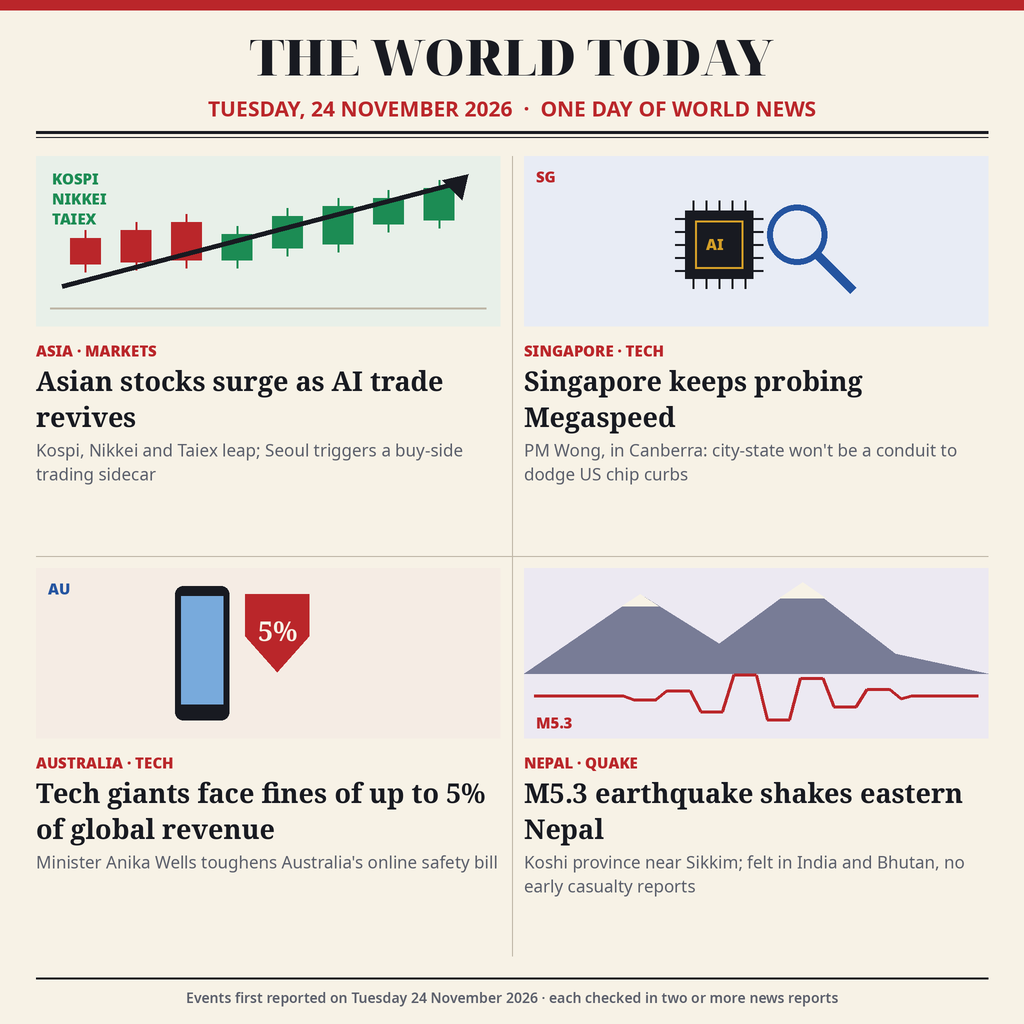 THE WORLD TODAY
TUESDAY, 24 NOVEMBER 2026 · ONE DAY OF WORLD NEWS
KOSPI
NIKKEI
TAIEX
ASIA · MARKETS
Asian stocks surge as AI trade
revives
Kospi, Nikkei and Taiex leap; Seoul triggers a buy-side
trading sidecar
SG
AI
SINGAPORE · TECH
Singapore keeps probing
Megaspeed
PM Wong, in Canberra: city-state won't be a conduit to
dodge US chip curbs
AU
5%
AUSTRALIA · TECH
Tech giants face fines of up to 5%
of global revenue
Minister Anika Wells toughens Australia's online safety bill
M5.3
NEPAL · QUAKE
M5.3 earthquake shakes eastern
Nepal
Koshi province near Sikkim; felt in India and Bhutan, no
early casualty reports
Events first reported on Tuesday 24 November 2026 · each checked in two or more news reports